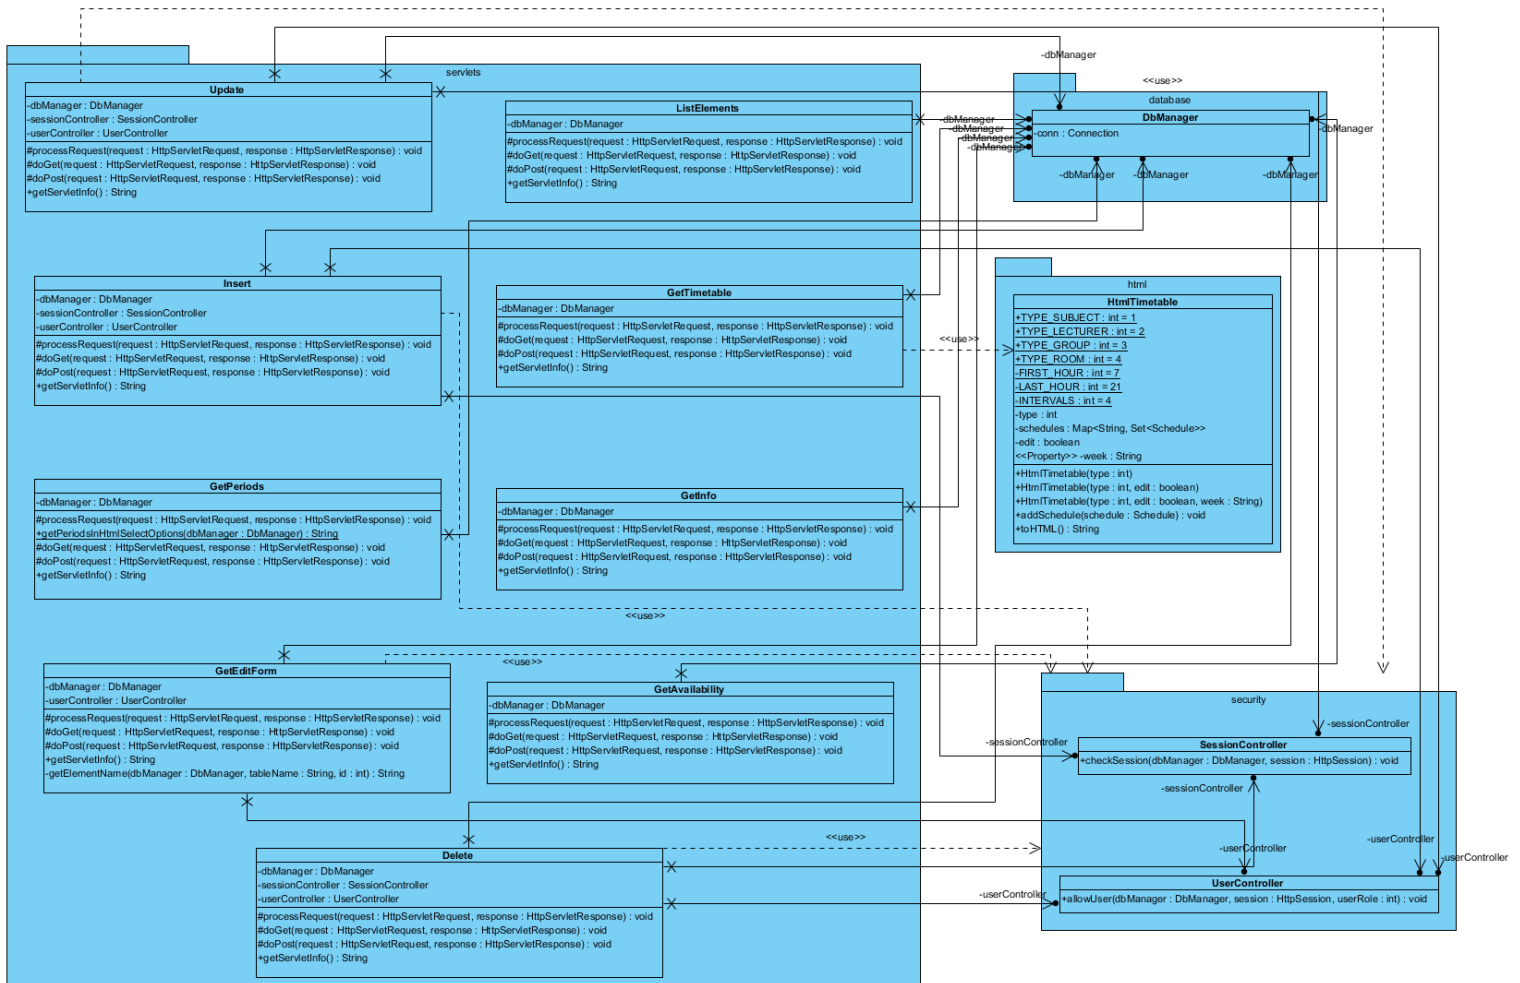 servlets
Update
-dbManager : DbManager
-sessionController : SessionController
-userController : UserController
#processRequest(request : HttpServletRequest, response : HttpServletResponse) : void
#doGet(request : HttpServletRequest, response : HttpServletResponse) : void
#doPost(request : HttpServletRequest, response : HttpServletResponse) : void
+getServletInfo() : String
ListElements
-dbManager : DbManager
#processRequest(request : HttpServletRequest, response : HttpServletResponse) : void
#doGet(request : HttpServletRequest, response : HttpServletResponse) : void
#doPost(request : HttpServletRequest, response : HttpServletResponse) : void
+getServletInfo() : String
-dbManager
<<use>>
database
DbManager
-conn : Connection
-dbManager
-dbManager
-dbManager
-dbManager
-dbManager
-dbManager
-dbManager
-dbManager
Insert
-dbManager : DbManager
-sessionController : SessionController
-userController : UserController
#processRequest(request : HttpServletRequest, response : HttpServletResponse) : void
#doGet(request : HttpServletRequest, response : HttpServletResponse) : void
#doPost(request : HttpServletRequest, response : HttpServletResponse) : void
+getServletInfo() : String
GetTimetable
-dbManager : DbManager
#processRequest(request : HttpServletRequest, response : HttpServletResponse) : void
#doGet(request : HttpServletRequest, response : HttpServletResponse) : void
#doPost(request : HttpServletRequest, response : HttpServletResponse) : void
+getServletInfo() : String
<<use>>
html
HtmlTimetable
+TYPE_SUBJECT : int = 1
+TYPE_LECTURER : int = 2
+TYPE_GROUP : int = 3
+TYPE_ROOM : int = 4
-FIRST_HOUR : int = 7
-LAST_HOUR : int = 21
-INTERVALS : int = 4
-type : int
-schedules : Map<String, Set<Schedule>>
-edit : boolean
<<Property>> -week : String
+HtmlTimetable(type : int)
+HtmlTimetable(type : int, edit : boolean)
+HtmlTimetable(type : int, edit : boolean, week : String)
+addSchedule(schedule : Schedule) : void
+toHTML() : String
GetPeriods
-dbManager : DbManager
#processRequest(request : HttpServletRequest, response : HttpServletResponse) : void
+getPeriodsInHtmlSelectOptions(dbManager : DbManager) : String
#doGet(request : HttpServletRequest, response : HttpServletResponse) : void
#doPost(request : HttpServletRequest, response : HttpServletResponse) : void
+getServletInfo() : String
GetInfo
-dbManager : DbManager
#processRequest(request : HttpServletRequest, response : HttpServletResponse) : void
#doGet(request : HttpServletRequest, response : HttpServletResponse) : void
#doPost(request : HttpServletRequest, response : HttpServletResponse) : void
+getServletInfo() : String
<<use>>
<<use>>
GetEditForm
-dbManager : DbManager
-userController : UserController
#processRequest(request : HttpServletRequest, response : HttpServletResponse) : void
#doGet(request : HttpServletRequest, response : HttpServletResponse) : void
#doPost(request : HttpServletRequest, response : HttpServletResponse) : void
+getServletInfo() : String
-getElementName(dbManager : DbManager, tableName : String, id : int) : String
GetAvailability
-dbManager : DbManager
#processRequest(request : HttpServletRequest, response : HttpServletResponse) : void
#doGet(request : HttpServletRequest, response : HttpServletResponse) : void
#doPost(request : HttpServletRequest, response : HttpServletResponse) : void
+getServletInfo() : String
security
-sessionController
-sessionController
SessionController
+checkSession(dbManager : DbManager, session : HttpSession) : void
-sessionController
<<use>>
-userController
-userController
-userController
-userController
UserController
+allowUser(dbManager : DbManager, session : HttpSession, userRole : int) : void
Delete
-dbManager : DbManager
-sessionController : SessionController
-userController : UserController
#processRequest(request : HttpServletRequest, response : HttpServletResponse) : void
#doGet(request : HttpServletRequest, response : HttpServletResponse) : void
#doPost(request : HttpServletRequest, response : HttpServletResponse) : void
+getServletInfo() : String